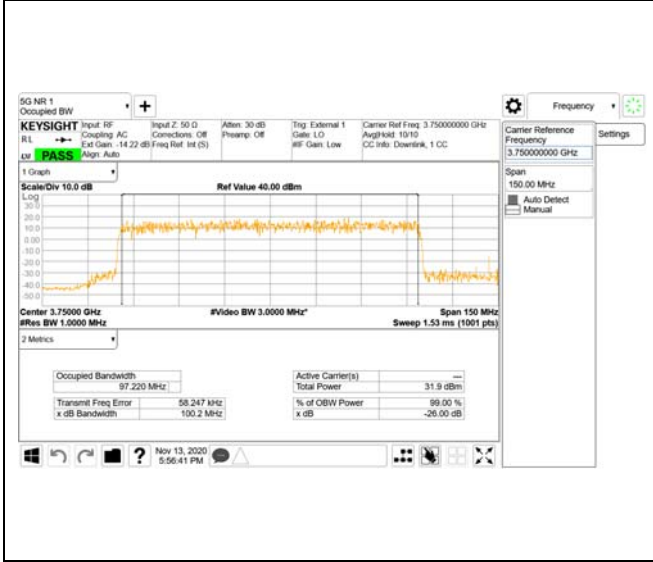 5G NR 1
Occupied BW
Frequency
KEYSIGHT
RL
LW PASS
Input: RF
Coupling: AC
Ext Gain: -14.22 dB
Align: Auto
Input Z: 50 Ω
Corrections: Off
Freq Ref: Int (S)
Atten: 30 dB
Preamp: Off
Trig: External 1
Gate: LO
#IF Gain: Low
Carrier Ref Freq: 3.750000000 GHz
Avg|Hold: 10/10
CC Info: Downlink, 1 CC
Carrier Reference
Frequency
3.750000000 GHz
Settings
Span
150.00 MHz
Auto Detect
Manual
1 Graph
Scale/Div 10.0 dB
Ref Value 40.00 dBm
Log
30.0
20.0
10.0
0.00
-10.0
-20.0
-30.0
-40.0
-50.0
Center 3.75000 GHz
#Video BW 3.0000 MHz*
Span 150 MHz
#Res BW 1.0000 MHz
Sweep 1.53 ms (1001 pts)
2 Metrics
Occupied Bandwidth
97.220 MHz
Transmit Freq Error 58.247 kHz
x dB Bandwidth 100.2 MHz
Active Carrier(s) ---
Total Power 31.9 dBm
% of OBW Power 99.00 %
x dB -26.00 dB
Nov 13, 2020
5:56:41 PM